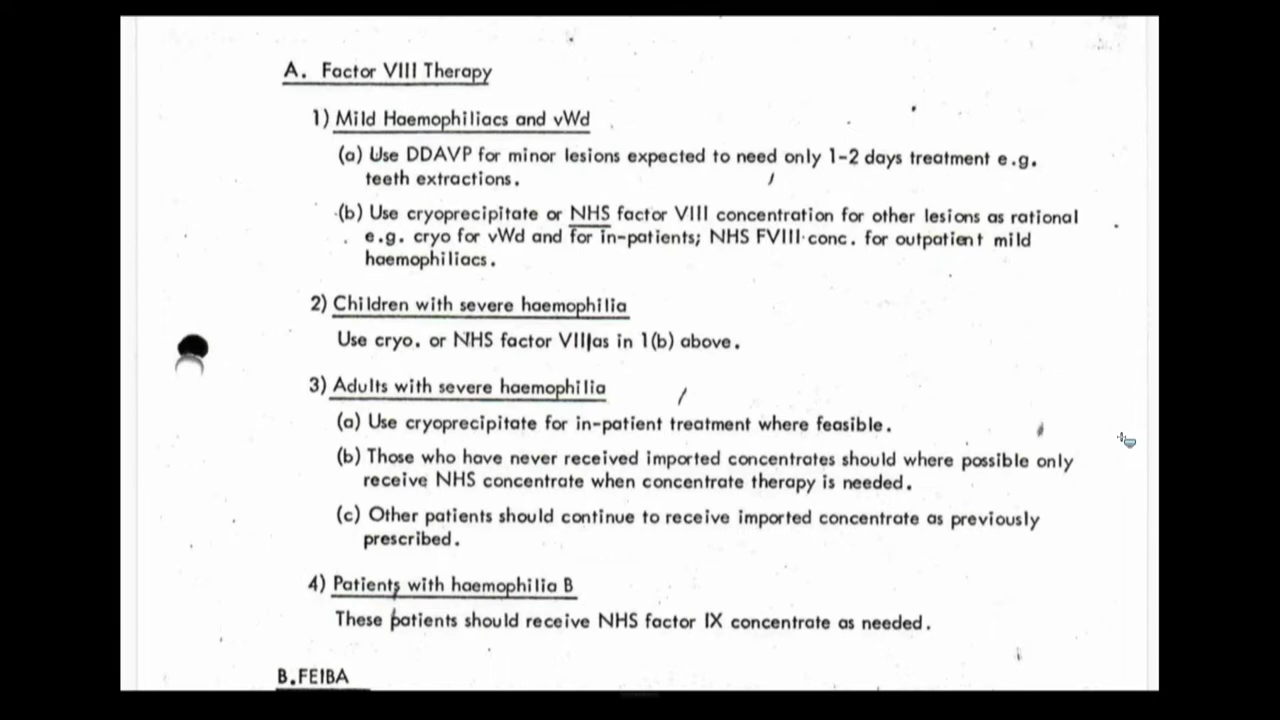 A. Factor VIII Therapy
1) Mild Haemophiliacs and vWd
(a) Use DDAVP for minor lesions expected to need only 1-2 days treatment e.g.
teeth extractions.
(b) Use cryoprecipitate or NHS factor VIII concentration for other lesions as rational
e.g. cryo for vWd and for in-patients; NHS FVIII conc. for outpatient mild
haemophiliacs.
2) Children with severe haemophilia
Use cryo. or NHS factor VIII as in 1(b) above.
3) Adults with severe haemophilia
(a) Use cryoprecipitate for in-patient treatment where feasible.
(b) Those who have never received imported concentrates should where possible only
receive NHS concentrate when concentrate therapy is needed.
(c) Other patients should continue to receive imported concentrate as previously
prescribed.
4) Patients with haemophilia B
These patients should receive NHS factor IX concentrate as needed.
B.FEIBA